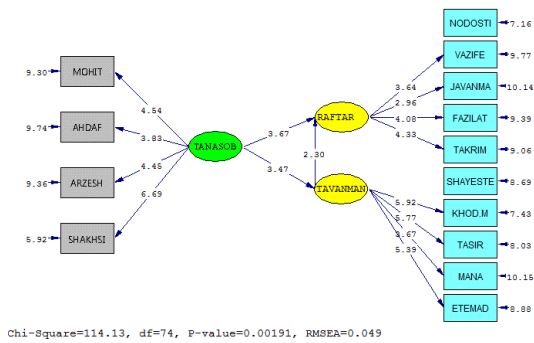 NODOSTI 7.16
9.30 MOHIT
VAZIFE 9.77
4.54
3.64
JAVANMA 10.14
2.96
9.74 AHDAF
RAFTAR
4.08
FAZILAT 9.39
3.83
3.67
4.33
TANASOB
TAKRIM 9.06
2.30
4.45
3.47
9.36 ARZESH
SHAYESTE 8.69
TAVANMAN
6.69
5.92
KHOD.M 7.43
5.77
5.92 SHAKHSI
3.67
TASIR 8.03
5.39
MANA 10.15
ETEMAD 8.88
Chi-Square=114.13, df=74, P-value=0.00191, RMSEA=0.049